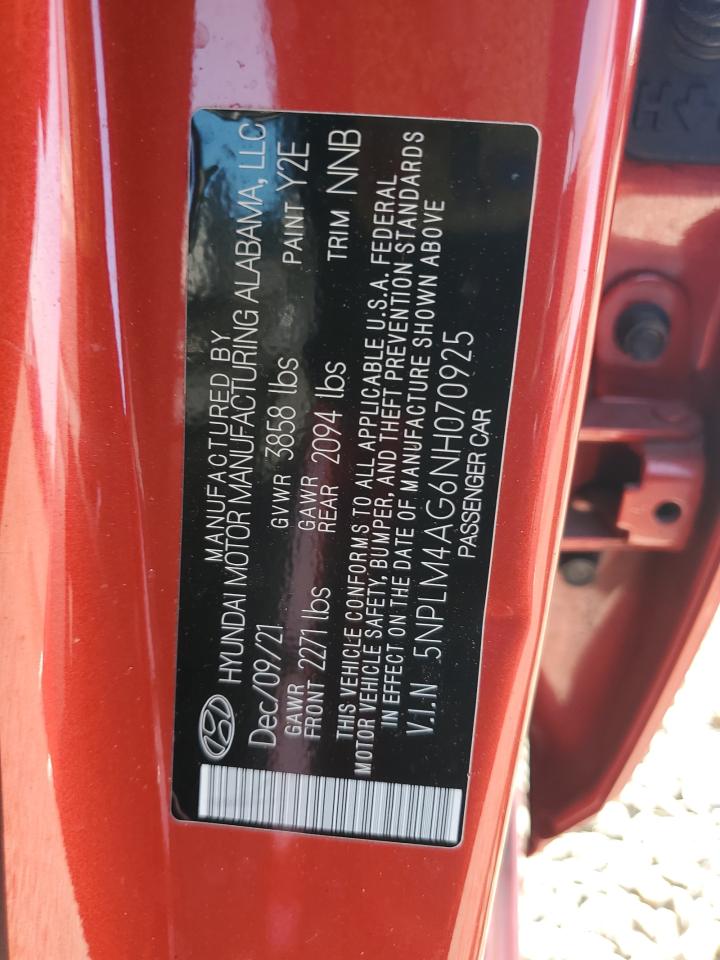 MANUFACTURED BY
HYUNDAI MOTOR MANUFACTURING ALABAMA, LLC
Dec/09/21 GVWR 3858 lbs PAINT Y2E
GAWR FRONT 2271 lbs GAWR REAR 2094 lbs TRIM NNB
THIS VEHICLE CONFORMS TO ALL APPLICABLE U.S.A. FEDERAL
MOTOR VEHICLE SAFETY, BUMPER, AND THEFT PREVENTION STANDARDS
IN EFFECT ON THE DATE OF MANUFACTURE SHOWN ABOVE
V.I.N 5NPLM4AG6NH070925
PASSENGER CAR